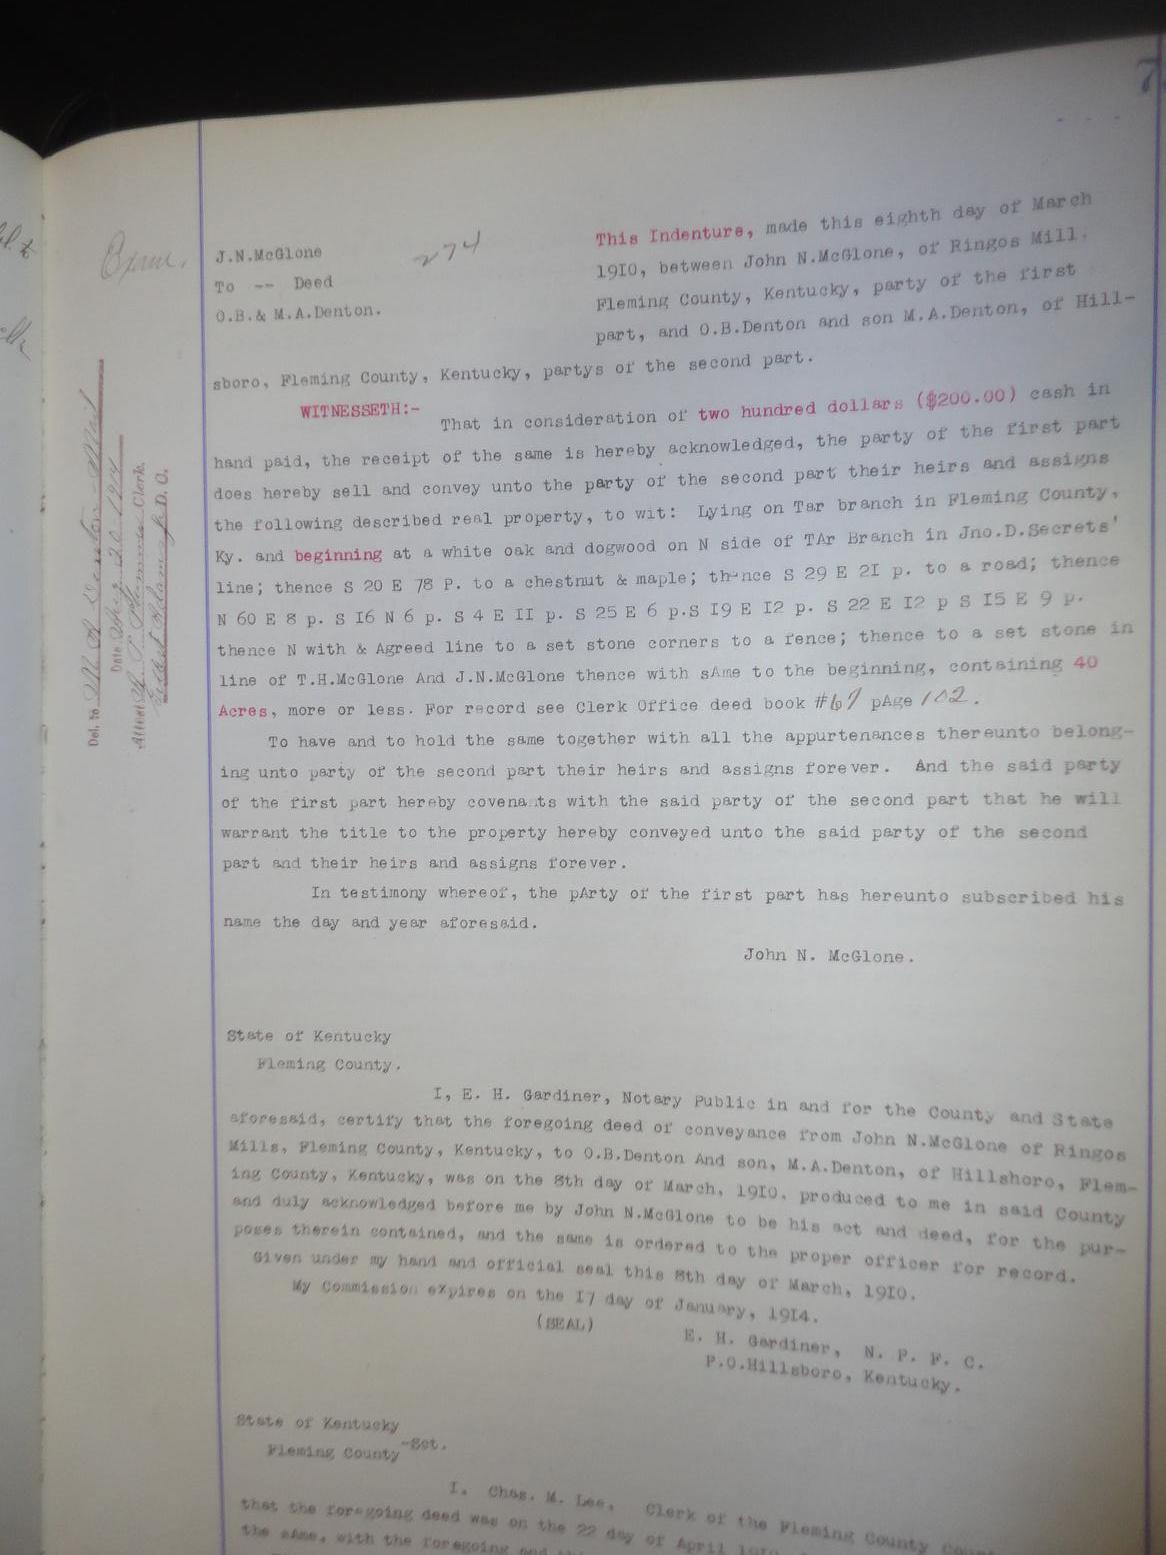 7
J.N.McGlone
To -- Deed
O.B.& M.A.Denton.
274
This Indenture, made this eighth day of March
1910, between John N.McGlone, of Ringos Mill.
Fleming County, Kentucky, party of the first
part, and O.B.Denton and son M.A.Denton, of Hill-
sboro, Fleming County, Kentucky, partys of the second part.
WITNESSETH:- That in consideration of two hundred dollars ($200.00) cash in
hand paid, the receipt of the same is hereby acknowledged, the party of the first part
does hereby sell and convey unto the party of the second part their heirs and assigns
the following described real property, to wit: Lying on Tar branch in Fleming County,
Ky. and beginning at a white oak and dogwood on N side of TAr Branch in Jno.D.Secrets'
line; thence S 20 E 78 P. to a chestnut & maple; thence S 29 E 2I p. to a road; thence
N 60 E 8 p. S I6 N 6 p. S 4 E II p. S 25 E 6 p.S I9 E I2 p. S 22 E I2 p S I5 E 9 p.
thence N with & Agreed line to a set stone corners to a fence; thence to a set stone in
line of T.H.McGlone And J.N.McGlone thence with sAme to the beginning, containing 40
Acres, more or less. For record see Clerk Office deed book #67 pAge 102.
To have and to hold the same together with all the appurtenances thereunto belong-
ing unto party of the second part their heirs and assigns forever. And the said party
of the first part hereby covenants with the said party of the second part that he will
warrant the title to the property hereby conveyed unto the said party of the second
part and their heirs and assigns forever.
In testimony whereof, the pArty of the first part has hereunto subscribed his
name the day and year aforesaid.
John N. McGlone.
State of Kentucky
Fleming County.
I, E. H. Gardiner, Notary Public in and for the County and State
aforesaid, certify that the foregoing deed of conveyance from John N.McGlone of Ringos
Mills, Fleming County, Kentucky, to O.B.Denton And son, M.A.Denton, of Hillsboro, Flem-
ing County, Kentucky, was on the 8th day of March, 1910, produced to me in said County
and duly acknowledged before me by John N.McGlone to be his act and deed, for the pur-
poses therein contained, and the same is ordered to the proper officer for record.
Given under my hand and official seal this 8th day of March, 1910.
My Commission eXpires on the I7 day of January, 1914.
(SEAL)
E. H. Gardiner, N. P. F. C.
P.O.Hillsboro, Kentucky.
State of Kentucky
Fleming County -Sct.
I, Chas. M. Lee, Clerk of the Fleming County
that the foregoing deed was on the 22 day of April 1910,
the sAme, with the foregoing and
Del. to M A Denton Mail
Date
Attest Clerk.
D. C.